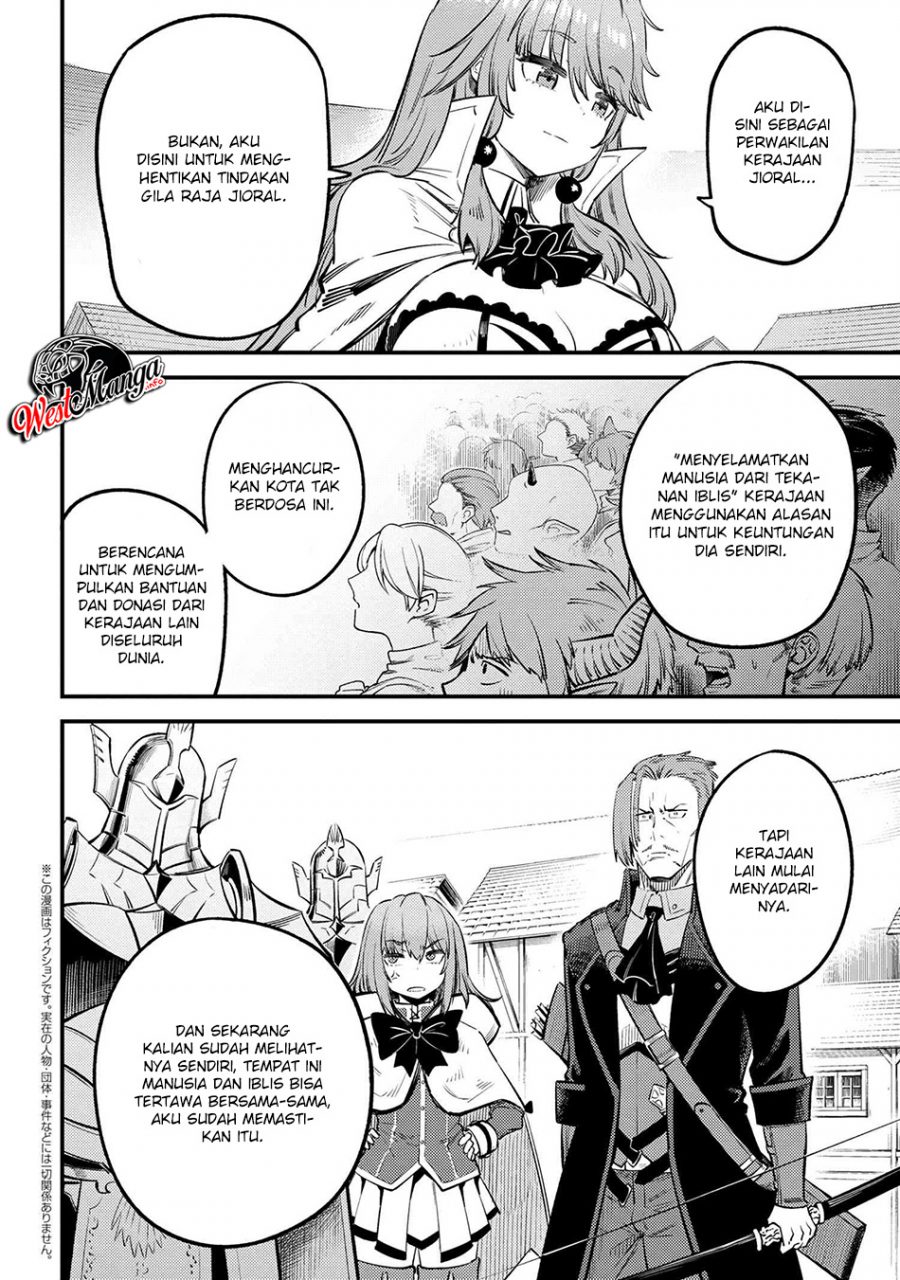 AKU DI-
SINI SEBAGAI
PERWAKILAN
KERAJAAN
JIORAL...
BUKAN, AKU
DISINI UNTUK MENG-
HENTIKAN TINDAKAN
GILA RAJA JIORAL.
"MENYELAMATKAN
MANUSIA DARI TEKA-
NAN IBLIS" KERAJAAN
MENGGUNAKAN ALASAN
ITU UNTUK KEUNTUNGAN
DIA SENDIRI.
MENGHANCUR-
KAN KOTA TAK
BERDOSA INI.
BERENCANA
UNTUK MENGUM-
PULKAN BANTUAN
DAN DONASI DARI
KERAJAAN LAIN
DISELURUH
DUNIA.
WestManga
.info
TAPI
KERAJAAN
LAIN MULAI
MENYADARI-
NYA.
DAN SEKARANG
KALIAN SUDAH MELIHAT-
NYA SENDIRI, TEMPAT INI
MANUSIA DAN IBLIS BISA
TERTAWA BERSAMA-SAMA,
AKU SUDAH MEMASTI-
KAN ITU.
※この漫画はフィクションです。実在の人物・団体・事件などには一切関係ありません。